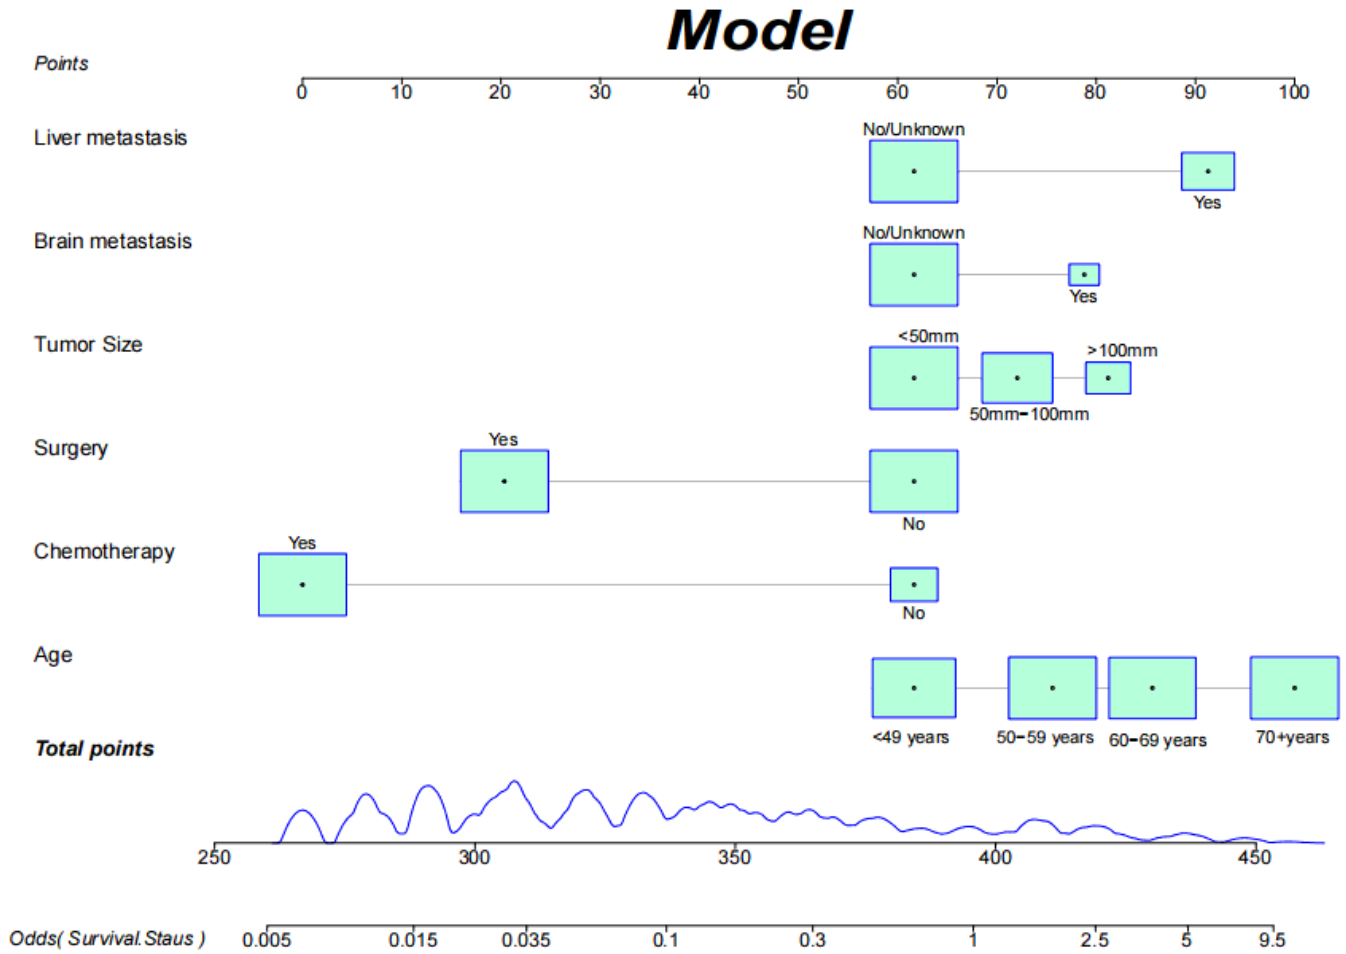 Model
Points
0 10 20 30 40 50 60 70 80 90 100
Liver metastasis
No/Unknown
Yes
Brain metastasis
No/Unknown
Yes
Tumor Size
<50mm
>100mm
50mm-100mm
Surgery
Yes
No
Chemotherapy
Yes
No
Age
<49 years 50-59 years 60-69 years 70+years
Total points
250 300 350 400 450
Odds( Survival.Staus ) 0.005 0.015 0.035 0.1 0.3 1 2.5 5 9.5